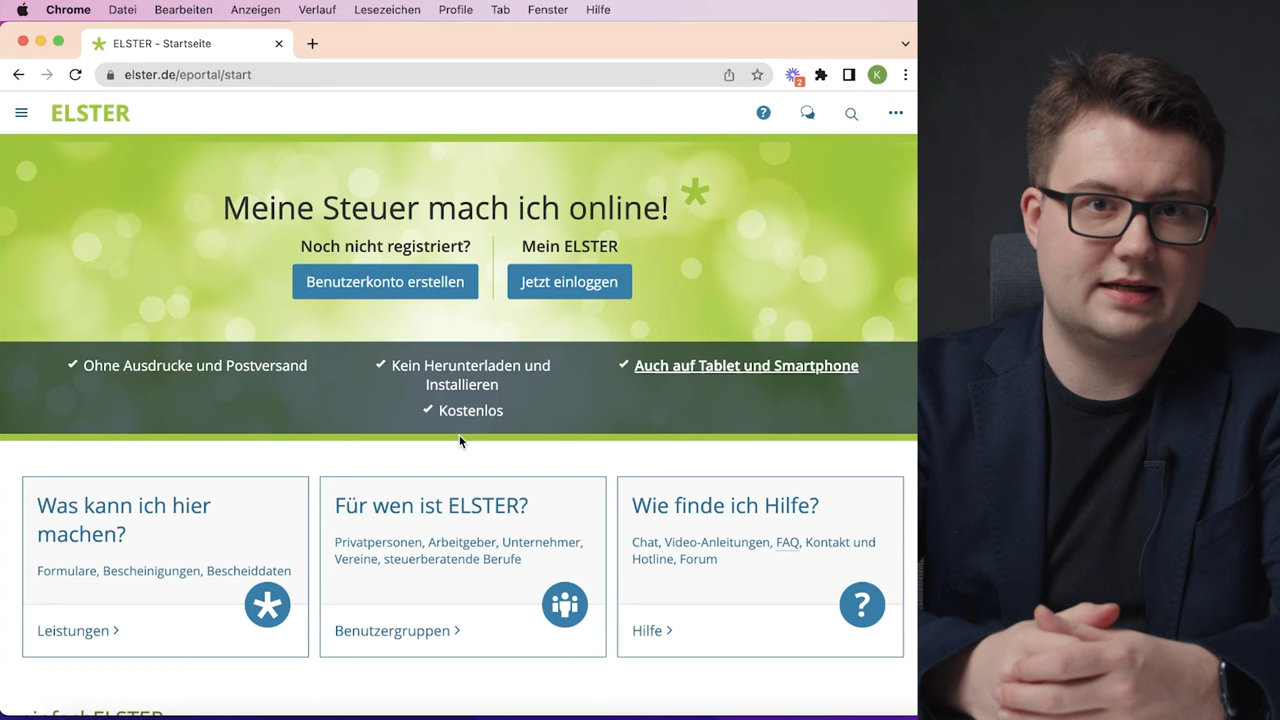 Chrome Datei Bearbeiten Anzeigen Verlauf Lesezeichen Profile Tab Fenster Hilfe
ELSTER - Startseite
elster.de/eportal/start
2
K
ELSTER
?
Meine Steuer mach ich online!
Noch nicht registriert?
Mein ELSTER
Benutzerkonto erstellen
Jetzt einloggen
Ohne Ausdrucke und Postversand
Kein Herunterladen und
Installieren
Auch auf Tablet und Smartphone
Kostenlos
Was kann ich hier
machen?
Formulare, Bescheinigungen, Bescheiddaten
Leistungen
Für wen ist ELSTER?
Privatpersonen, Arbeitgeber, Unternehmer,
Vereine, steuerberatende Berufe
Benutzergruppen
Wie finde ich Hilfe?
Chat, Video-Anleitungen, FAQ, Kontakt und
Hotline, Forum
?
Hilfe
einfachELSTER